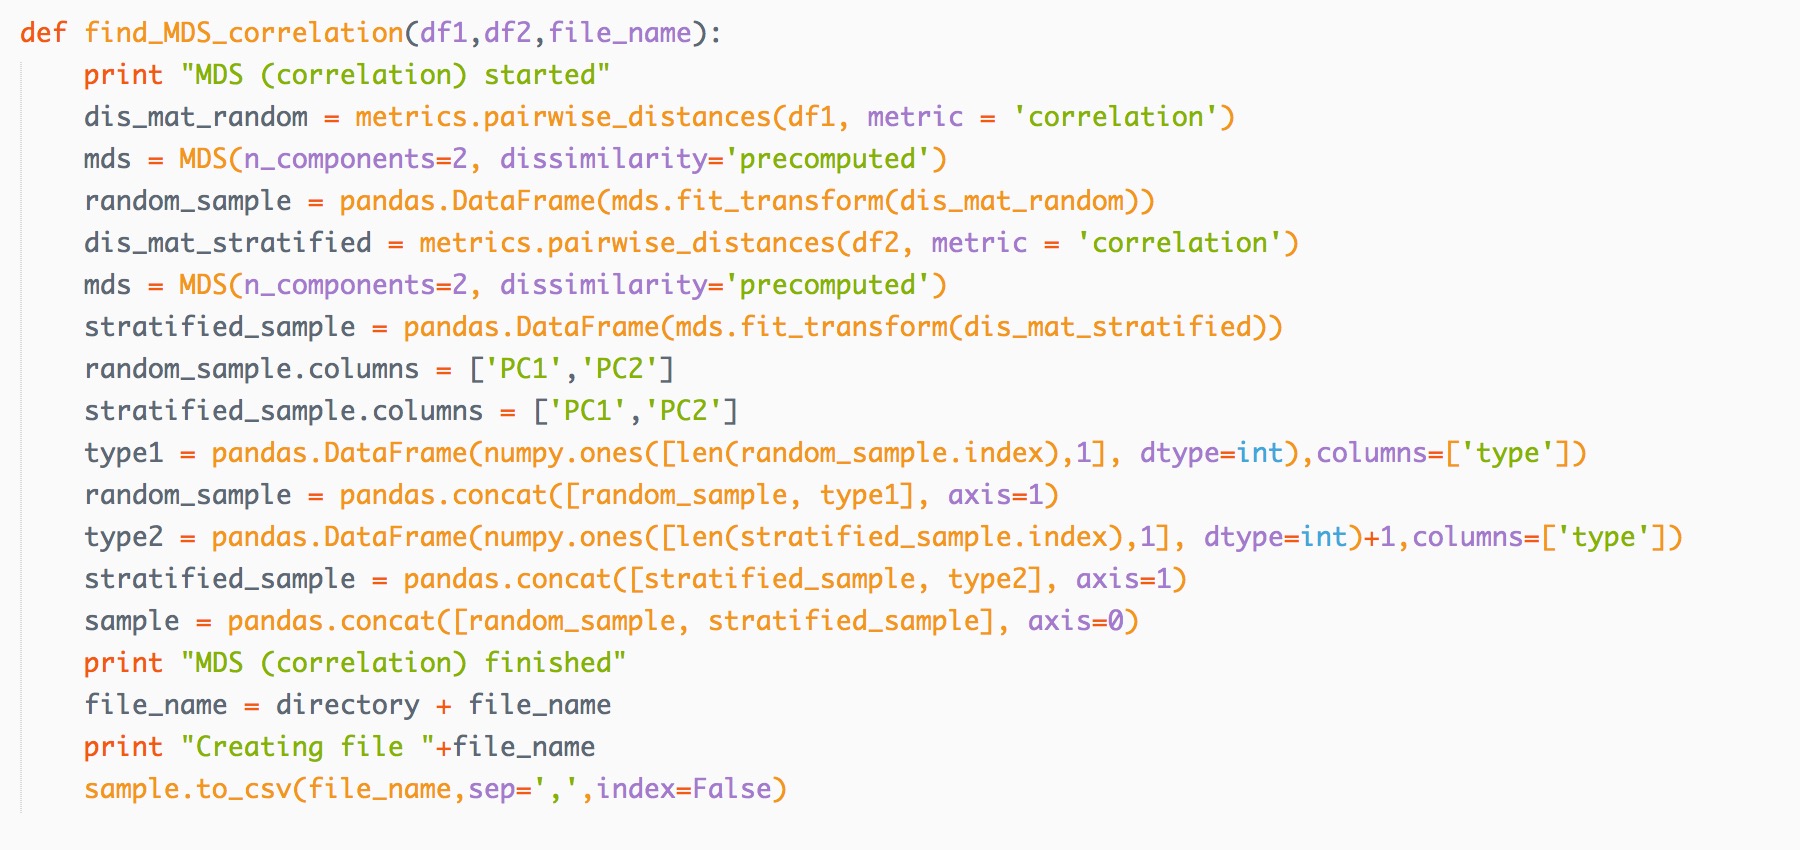 def find_MDS_correlation(df1,df2,file_name):
    print "MDS (correlation) started"
    dis_mat_random = metrics.pairwise_distances(df1, metric = 'correlation')
    mds = MDS(n_components=2, dissimilarity='precomputed')
    random_sample = pandas.DataFrame(mds.fit_transform(dis_mat_random))
    dis_mat_stratified = metrics.pairwise_distances(df2, metric = 'correlation')
    mds = MDS(n_components=2, dissimilarity='precomputed')
    stratified_sample = pandas.DataFrame(mds.fit_transform(dis_mat_stratified))
    random_sample.columns = ['PC1','PC2']
    stratified_sample.columns = ['PC1','PC2']
    type1 = pandas.DataFrame(numpy.ones([len(random_sample.index),1], dtype=int),columns=['type'])
    random_sample = pandas.concat([random_sample, type1], axis=1)
    type2 = pandas.DataFrame(numpy.ones([len(stratified_sample.index),1], dtype=int)+1,columns=['type'])
    stratified_sample = pandas.concat([stratified_sample, type2], axis=1)
    sample = pandas.concat([random_sample, stratified_sample], axis=0)
    print "MDS (correlation) finished"
    file_name = directory + file_name
    print "Creating file "+file_name
    sample.to_csv(file_name,sep=',',index=False)